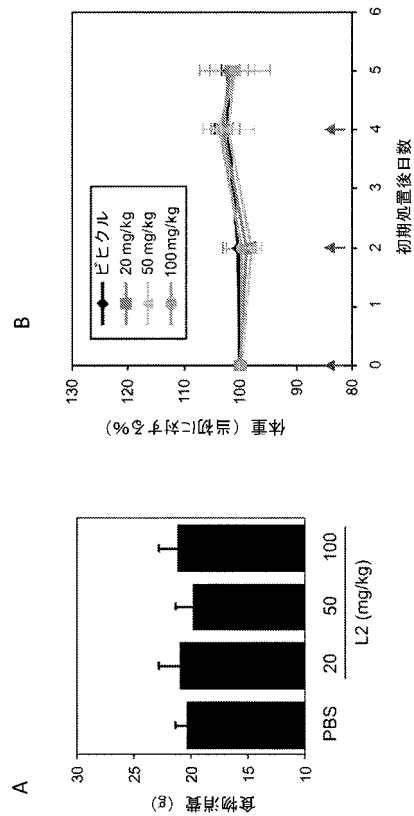 A
食物消費 (g)
30
25
20
15
10
PBS
20
50
100
L2 (mg/kg)
B
体重 (当初に対する%)
130
120
110
100
90
80
ビヒクル
20 mg/kg
50 mg/kg
100 mg/kg
0
1
2
3
4
5
6
初期処置後日数